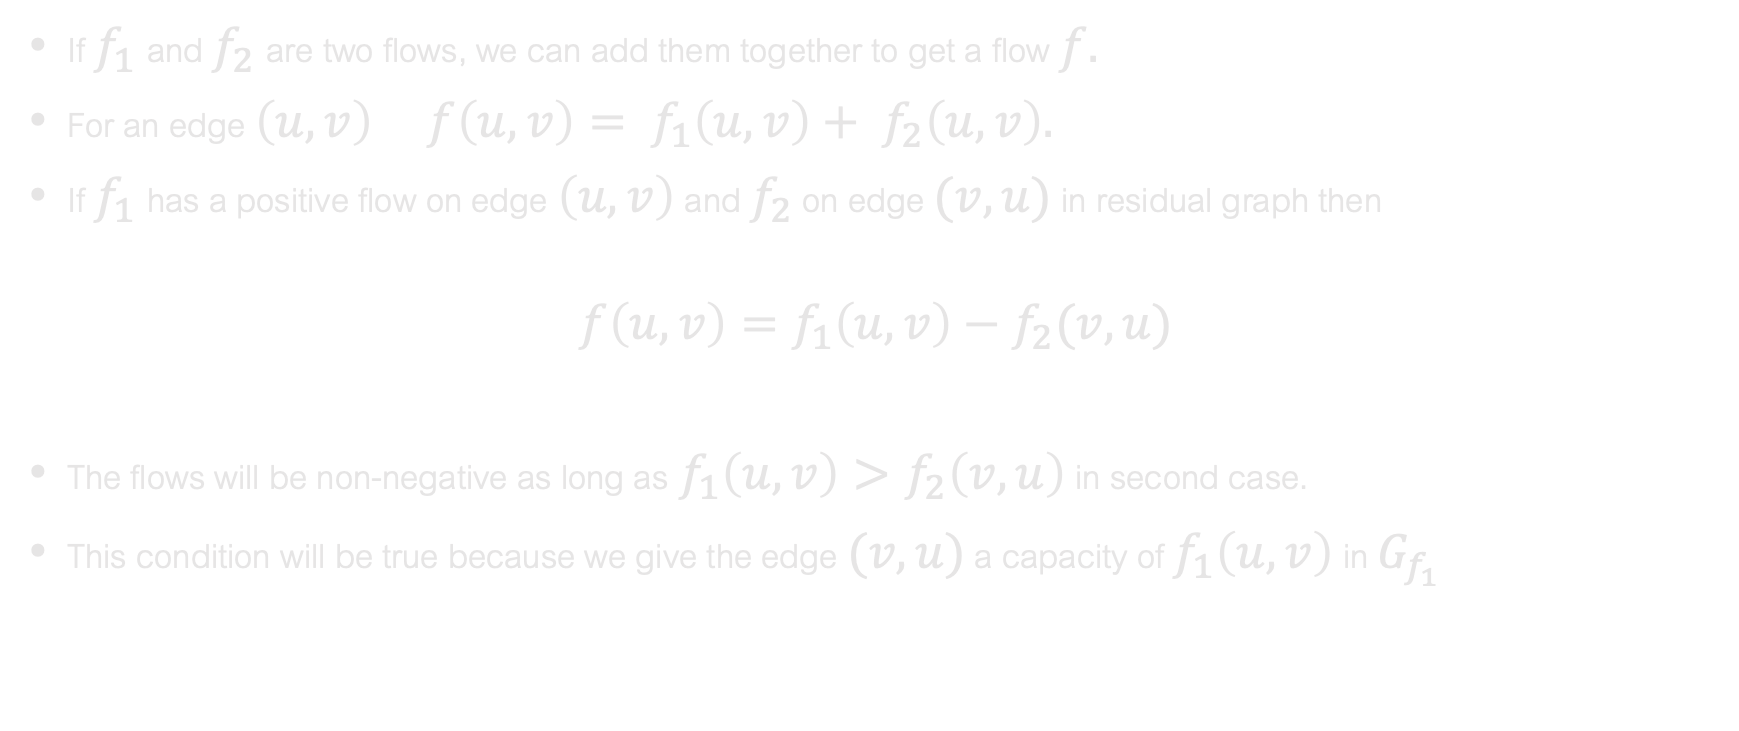 • If 𝒇₁ and 𝒇₂ are two flows, we can add them together to get a flow 𝒇.
• For an edge (𝒖, 𝒗) 𝒇(𝒖, 𝒗) = 𝒇₁(𝒖, 𝒗) + 𝒇₂(𝒖, 𝒗).
• If 𝒇₁ has a positive flow on edge (𝒖, 𝒗) and 𝒇₂ on edge (𝒗, 𝒖) in residual graph then
𝒇(𝒖, 𝒗) = 𝒇₁(𝒖, 𝒗) − 𝒇₂(𝒗, 𝒖)
• The flows will be non-negative as long as 𝒇₁(𝒖, 𝒗) > 𝒇₂(𝒗, 𝒖) in second case.
• This condition will be true because we give the edge (𝒗, 𝒖) a capacity of 𝒇₁(𝒖, 𝒗) in 𝑮𝒇₁